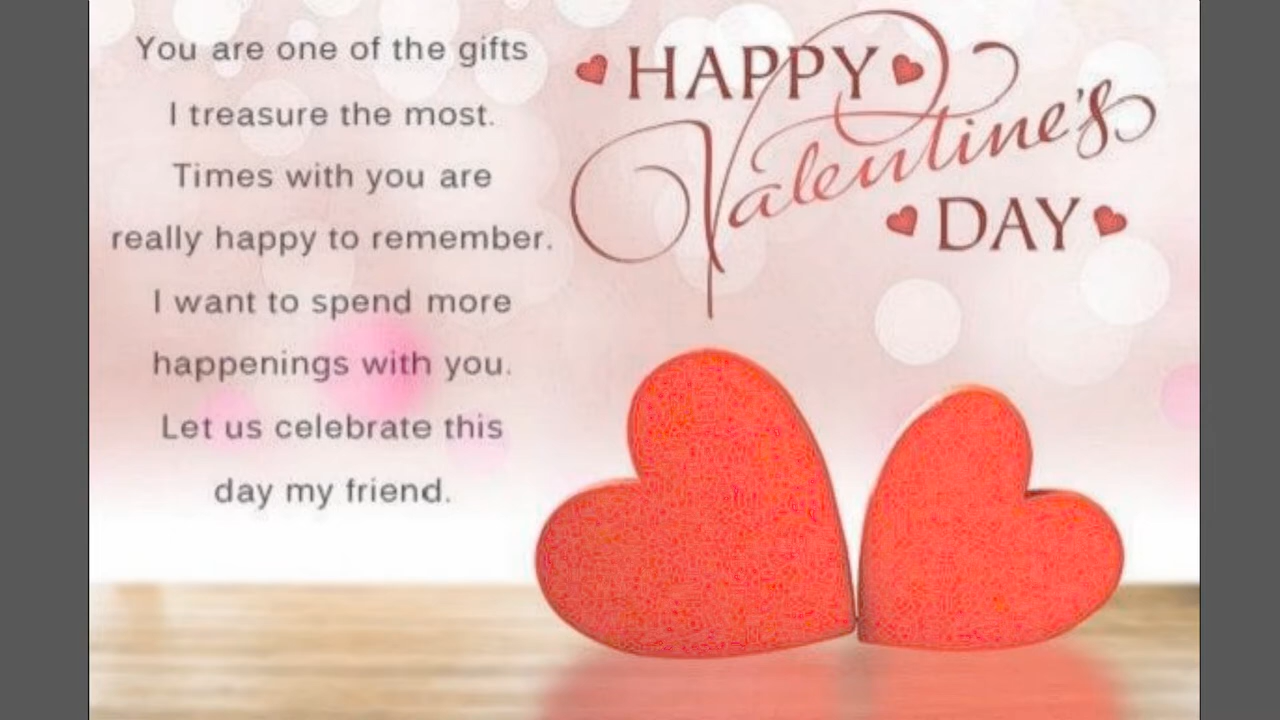 You are one of the gifts
I treasure the most.
Times with you are
really happy to remember.
I want to spend more
happenings with you.
Let us celebrate this
day my friend.
HAPPY
Valentine's
DAY